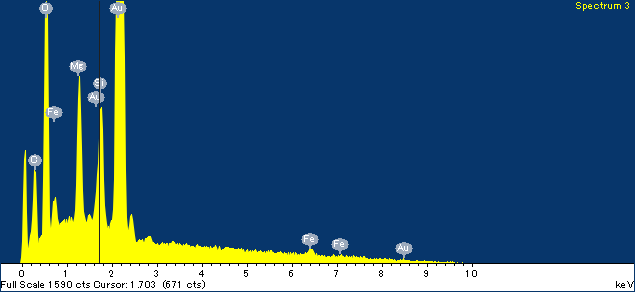 Spectrum 3
O Au
Mg
Si
Au
Fe
O
Fe
Fe
Au
0 1 2 3 4 5 6 7 8 9 10
Full Scale 1590 cts Cursor: 1.703 (671 cts) keV